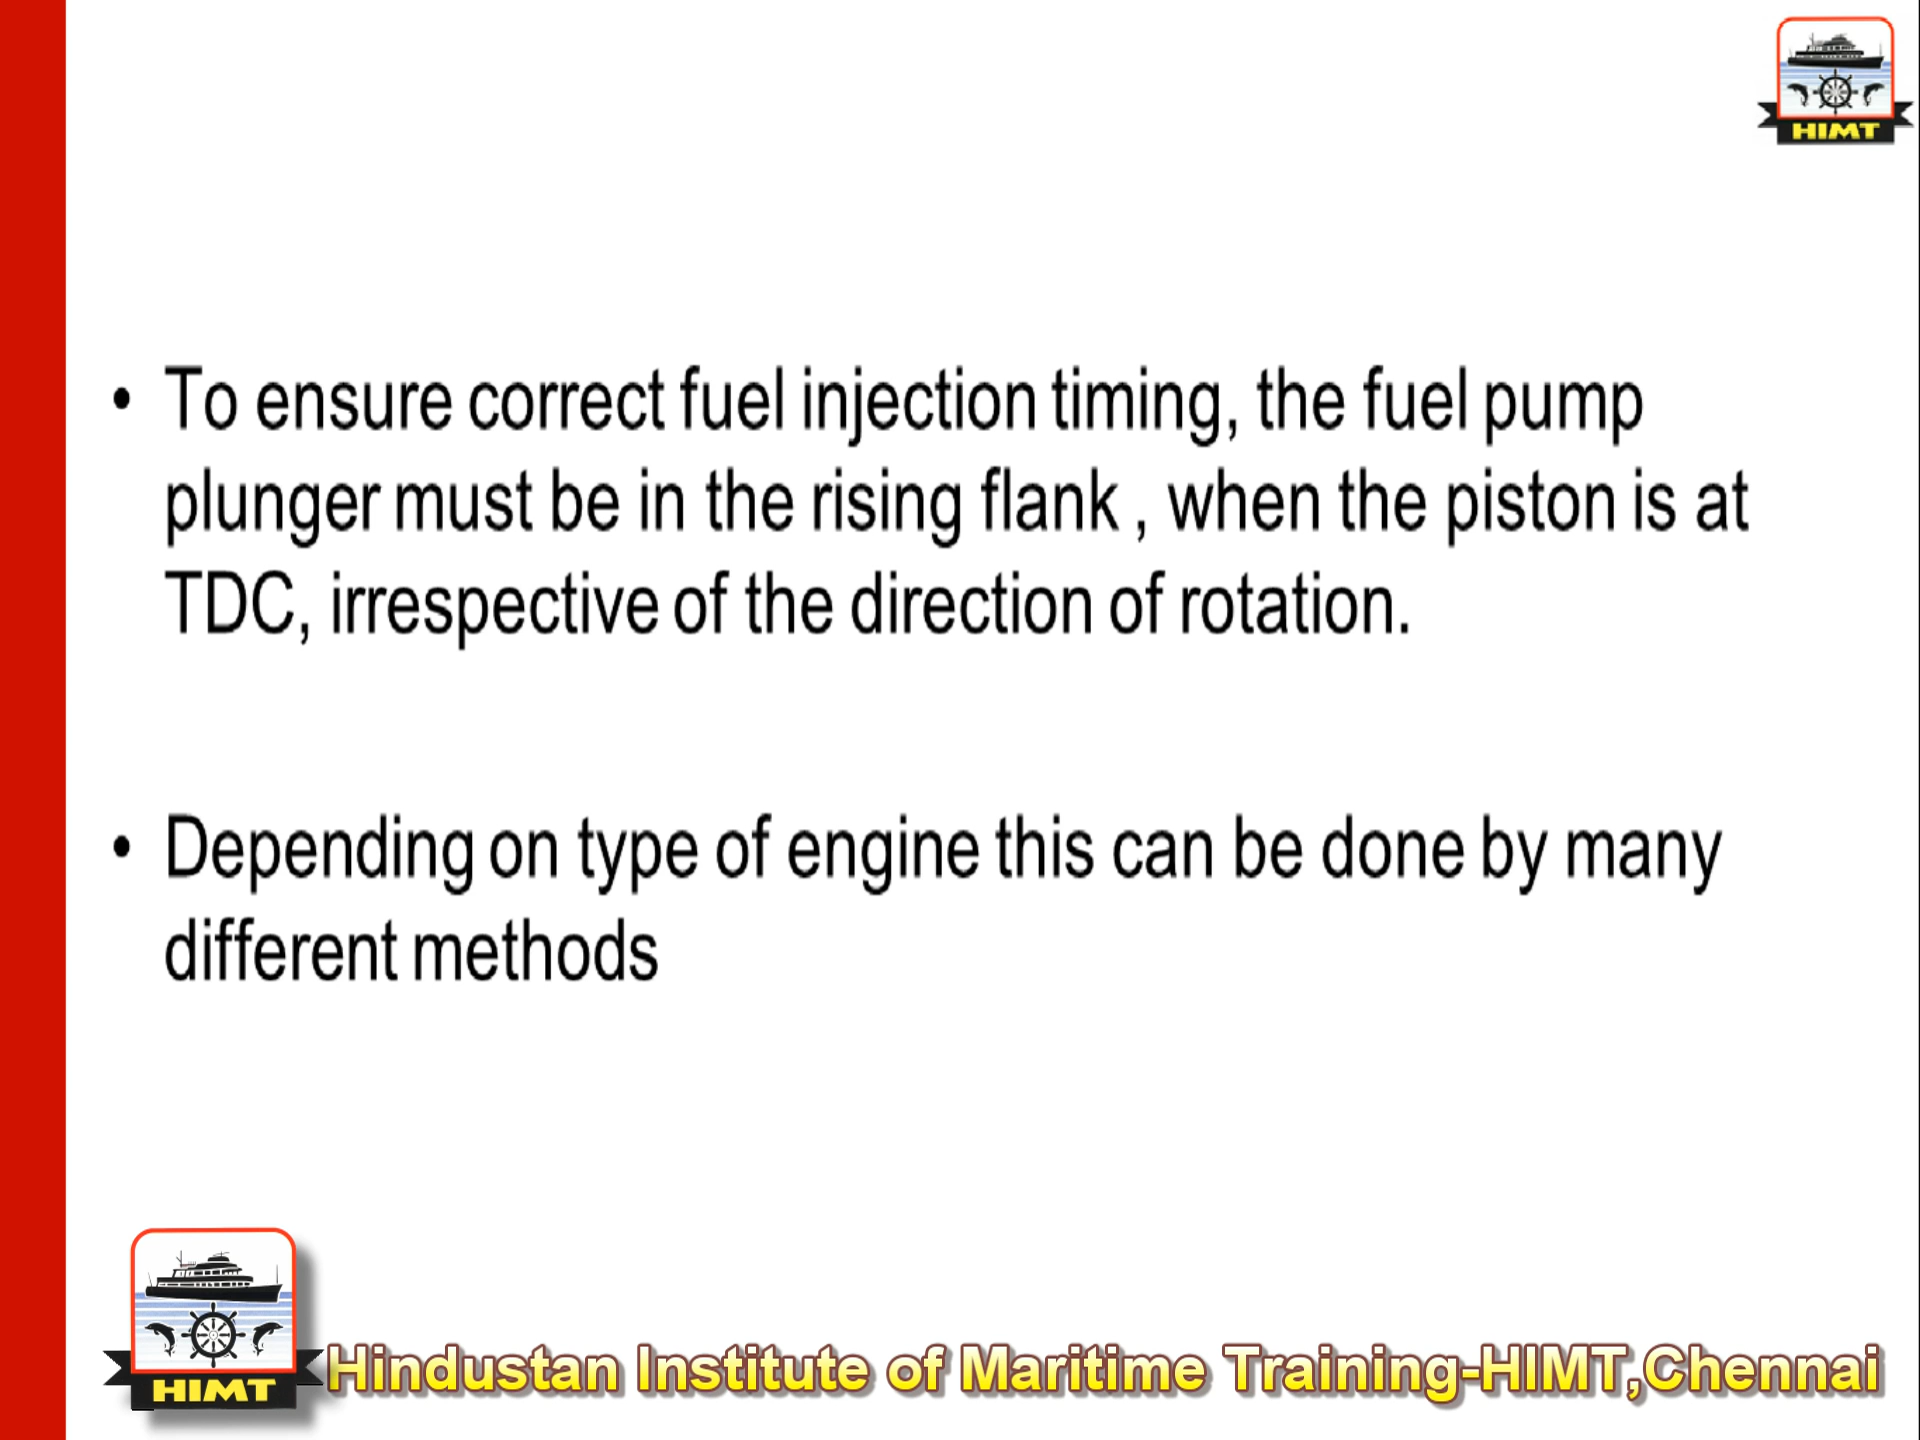 HIMT
• To ensure correct fuel injection timing, the fuel pump
plunger must be in the rising flank , when the piston is at
TDC, irrespective of the direction of rotation.
• Depending on type of engine this can be done by many
different methods
HIMT
Hindustan Institute of Maritime Training-HIMT,Chennai